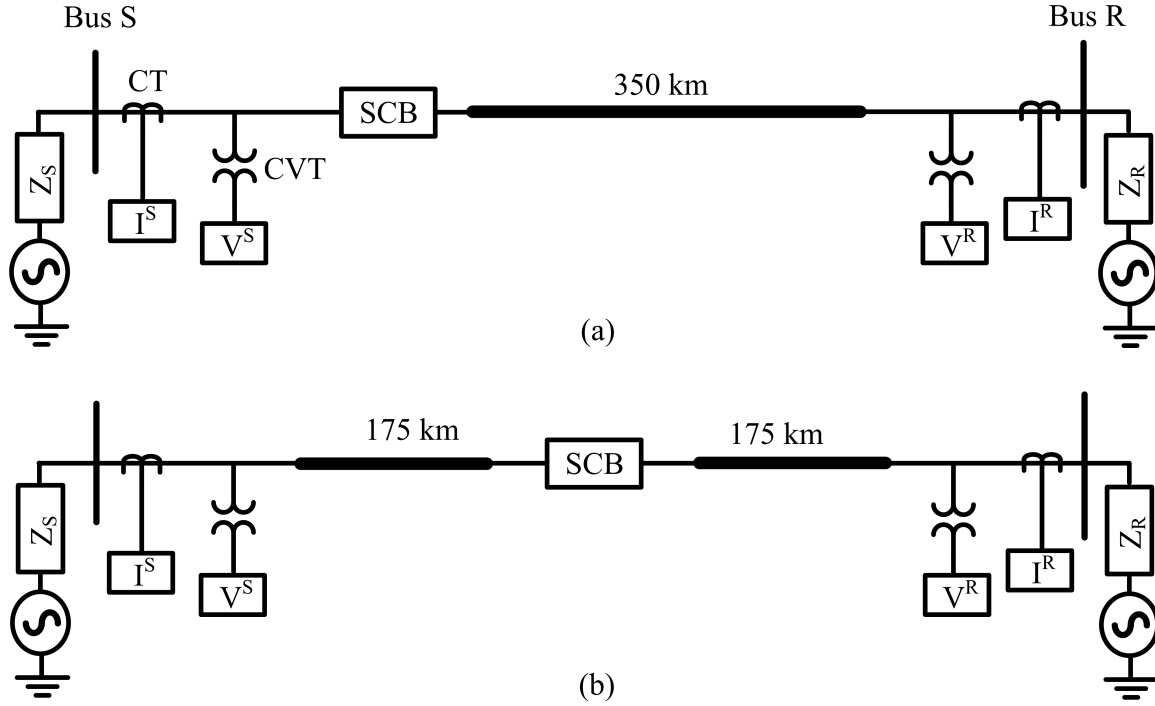 Bus S
Bus R
CT
350 km
SCB
CVT
Z_S
I^S
V^S
V^R
I^R
Z_R
(a)
175 km
175 km
SCB
Z_S
I^S
V^S
V^R
I^R
Z_R
(b)